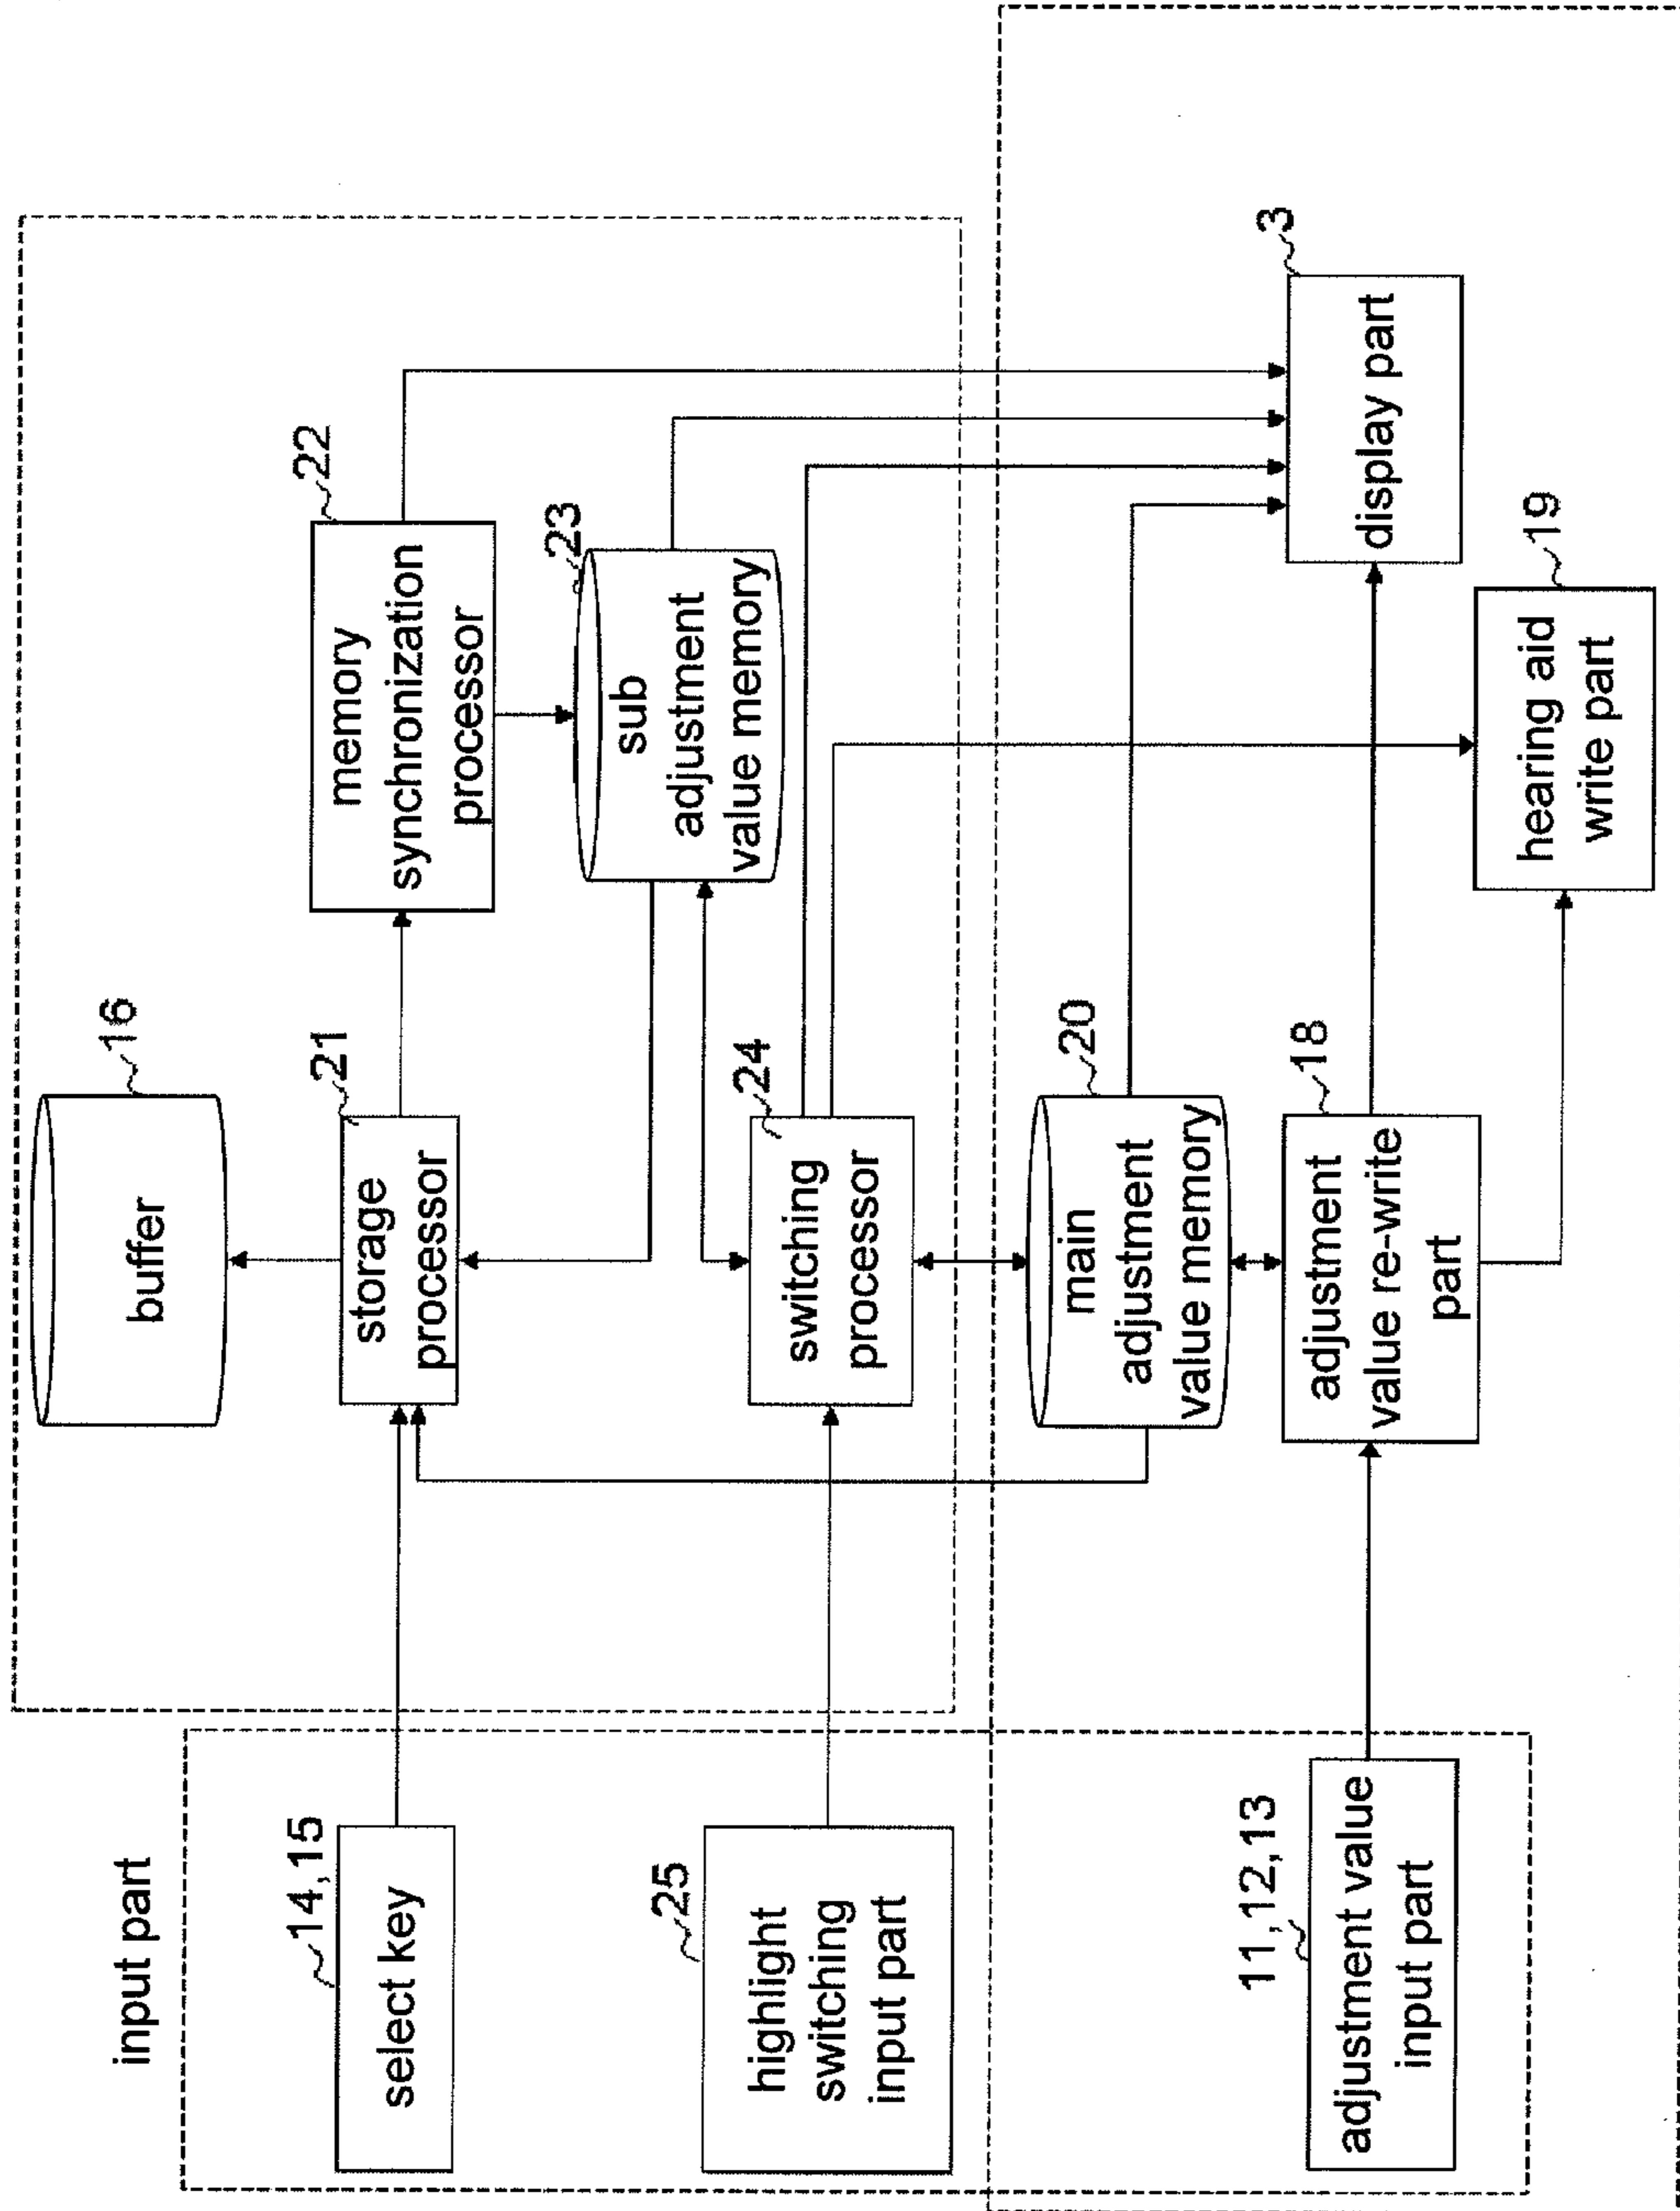 input part
14,15
select key
25
highlight
switching
input part
11,12,13
adjustment value
input part
16
buffer
21
storage
processor
22
memory
synchronization
processor
23
sub
adjustment
value memory
24
switching
processor
20
main
adjustment
value memory
18
adjustment
value re-write
part
3
display part
19
hearing aid
write part